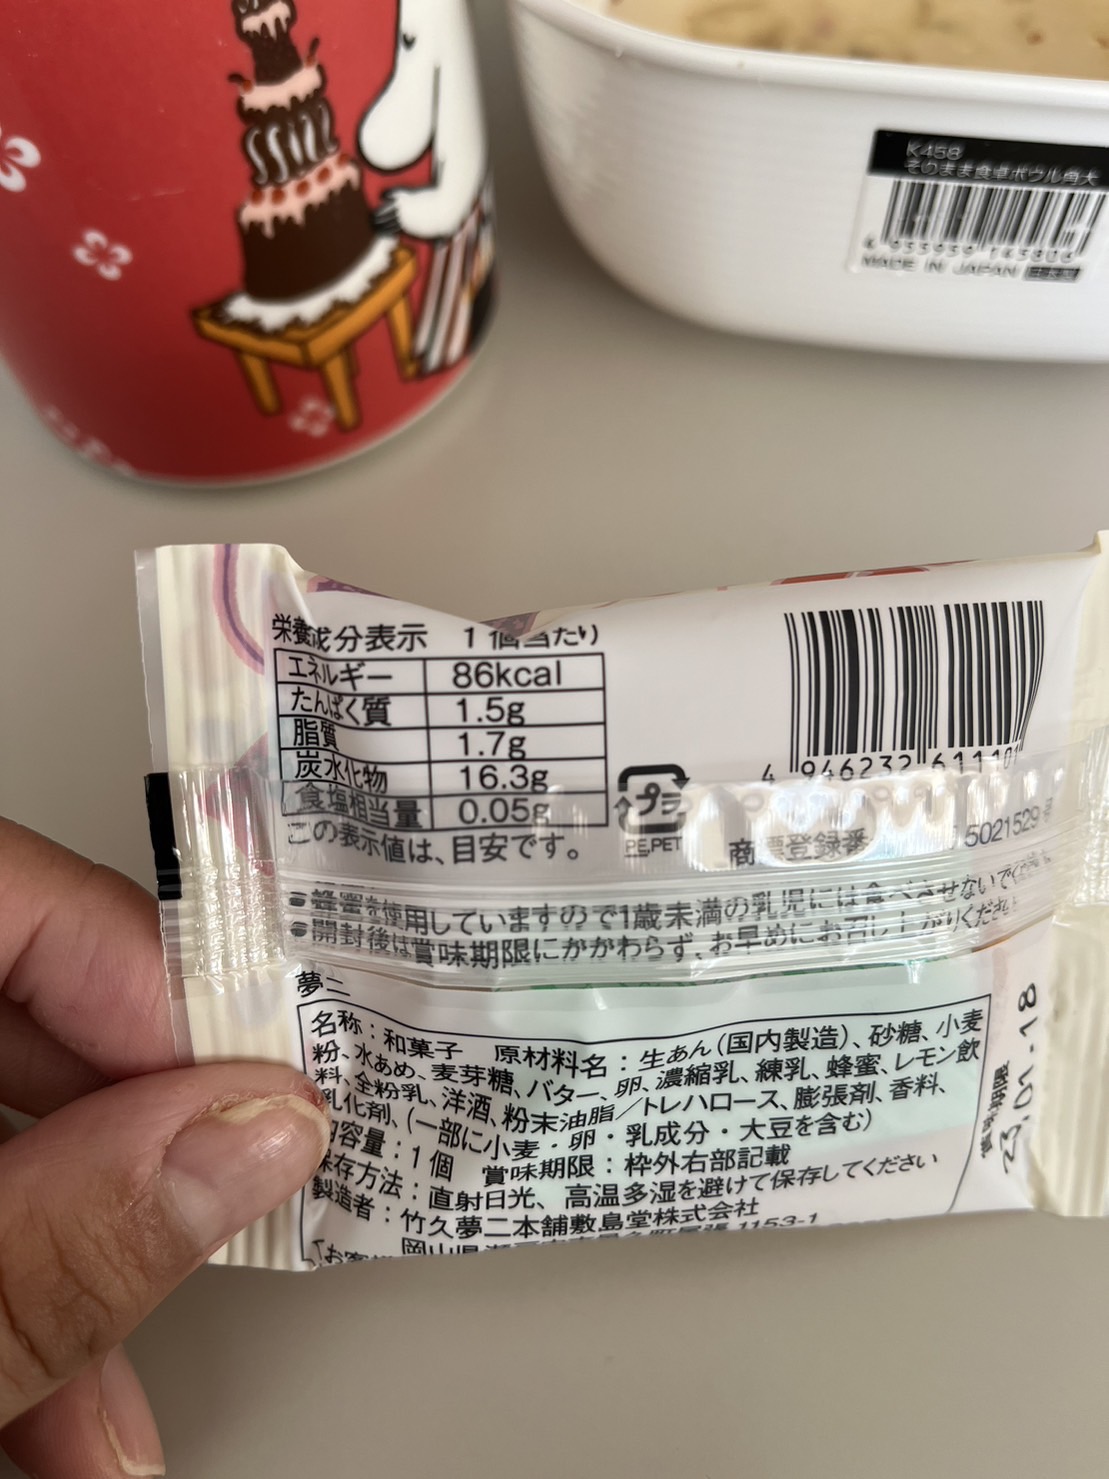 K458
そのまま食卓ボウル角大
MADE IN JAPAN
栄養成分表示 1個当たり
エネルギー 86kcal
たんぱく質 1.5g
脂質 1.7g
炭水化物 16.3g
食塩相当量 0.05g
この表示値は、目安です。
4 946232 611101
プラ
PE,PET
商標登録番 5021529 号
●蜂蜜を使用していますので1歳未満の乳児には食べさせないでくださ
●開封後は賞味期限にかかわらず、お早めにお召し上がりください
夢二
名称：和菓子 原材料名：生あん(国内製造)、砂糖、小麦
粉、水あめ、麦芽糖、バター、卵、濃縮乳、練乳、蜂蜜、レモン飲
料、全粉乳、洋酒、粉末油脂／トレハロース、膨張剤、香料、
乳化剤、(一部に小麦・卵・乳成分・大豆を含む)
内容量：1個 賞味期限：枠外右部記載
保存方法：直射日光、高温多湿を避けて保存してください
製造者：竹久夢二本舗敷島堂株式会社
岡山県 1153-1
賞味期限
23.01.18